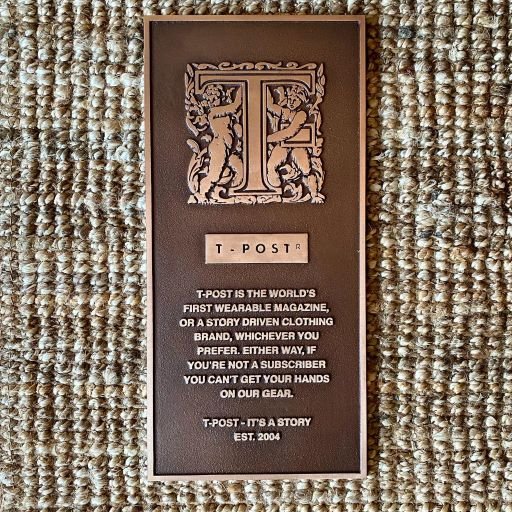 T
T-POST R
T-POST IS THE WORLD'S
FIRST WEARABLE MAGAZINE,
OR A STORY DRIVEN CLOTHING
BRAND, WHICHEVER YOU
PREFER. EITHER WAY, IF
YOU'RE NOT A SUBSCRIBER
YOU CAN'T GET YOUR HANDS
ON OUR GEAR.
T-POST - IT'S A STORY
EST. 2004